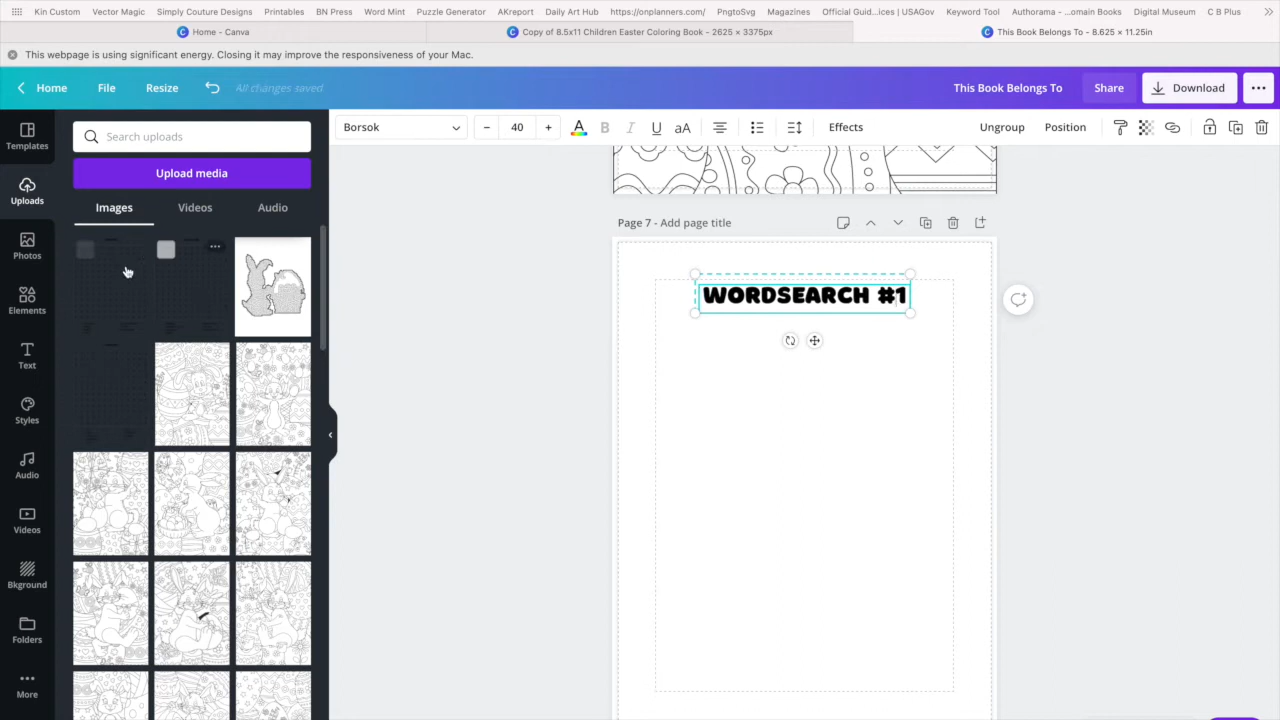 Kin Custom Vector Magic Simply Couture Designs Printables BN Press Word Mint Puzzle Generator AKreport Daily Art Hub https://onplanners.com/ PngtoSvg Magazines Official Guid...ices | USAGov Keyword Tool Authorama - ...omain Books Digital Museum C B Plus
Home - Canva
Copy of 8.5x11 Children Easter Coloring Book - 2625 × 3375px
This Book Belongs To - 8.625 × 11.25in
This webpage is using significant energy. Closing it may improve the responsiveness of your Mac.
Home File Resize All changes saved This Book Belongs To Share Download
Templates
Search uploads
Borsok 40 A B I U aA Effects Ungroup Position
Upload media
Uploads
Images Videos Audio
Page 7 - Add page title
Photos
WORDSEARCH #1
Elements
Text
Styles
Audio
Videos
Bkground
Folders
More